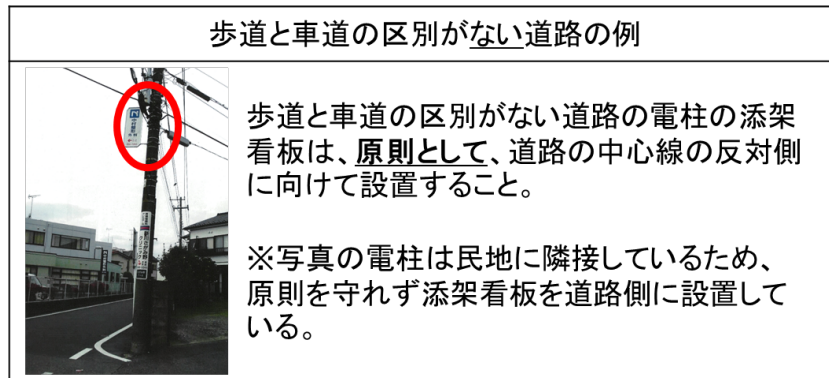 歩道と車道の区別がない道路の例
歩道と車道の区別がない道路の電柱の添架
看板は、原則として、道路の中心線の反対側
に向けて設置すること。
※写真の電柱は民地に隣接しているため、
原則を守れず添架看板を道路側に設置して
いる。